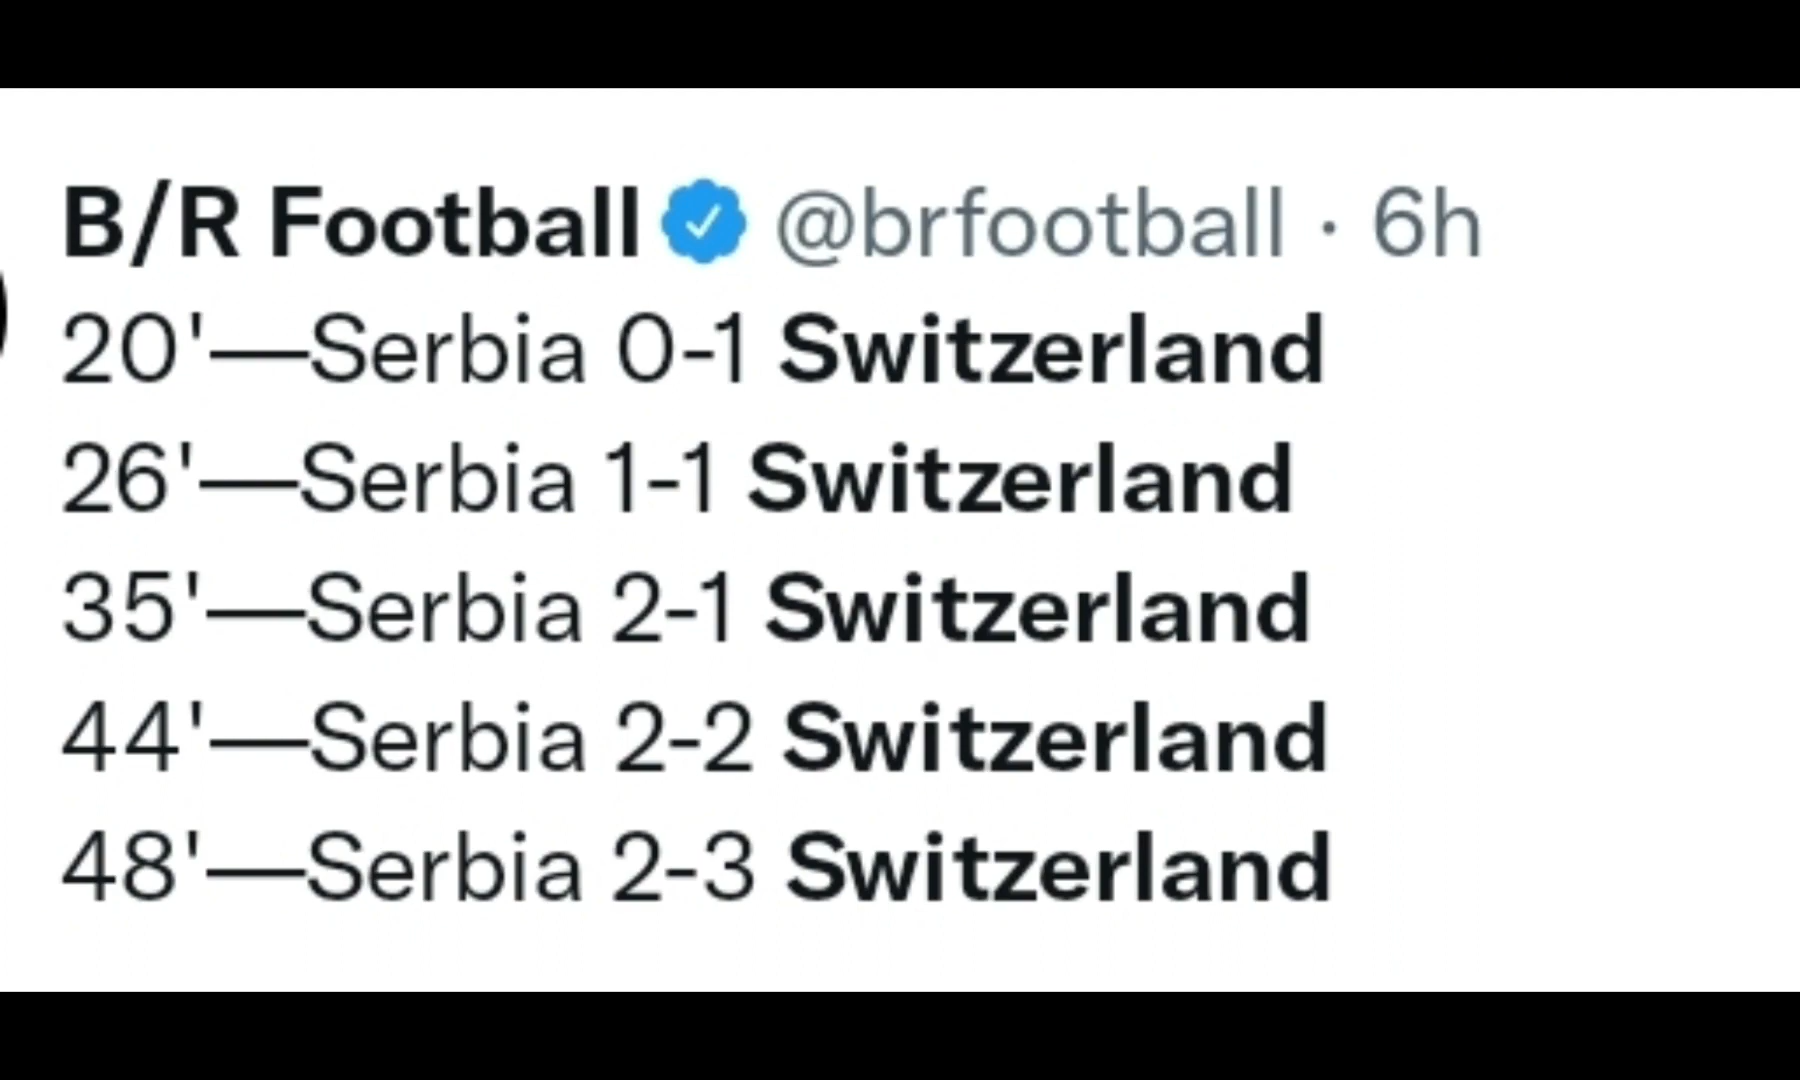 B/R Football @brfootball · 6h
20'—Serbia 0-1 Switzerland
26'—Serbia 1-1 Switzerland
35'—Serbia 2-1 Switzerland
44'—Serbia 2-2 Switzerland
48'—Serbia 2-3 Switzerland